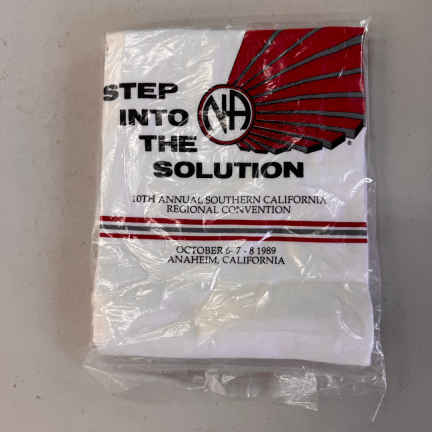 STEP
INTO
THE
SOLUTION
NA
®
10TH ANNUAL SOUTHERN CALIFORNIA
REGIONAL CONVENTION
OCTOBER 6 - 7 - 8 1989
ANAHEIM, CALIFORNIA